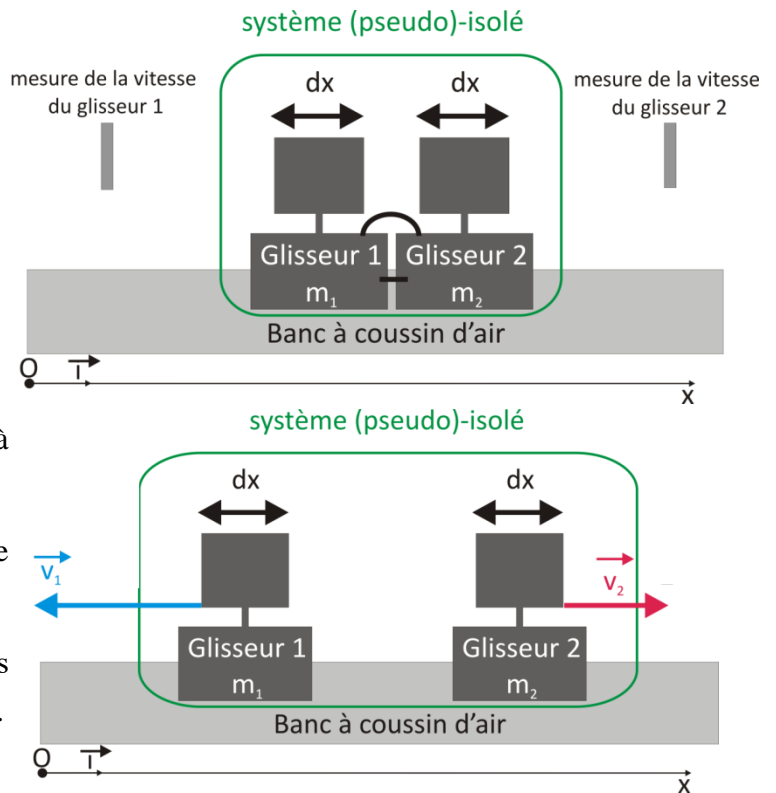 système (pseudo)-isolé
mesure de la vitesse
du glisseur 1
dx
dx
mesure de la vitesse
du glisseur 2
Glisseur 1
m₁
Glisseur 2
m₂
Banc à coussin d'air
O
i
x
système (pseudo)-isolé
à
dx
dx
e
v₁
v₂
Glisseur 1
m₁
Glisseur 2
m₂
s
.
Banc à coussin d'air
O
i
x